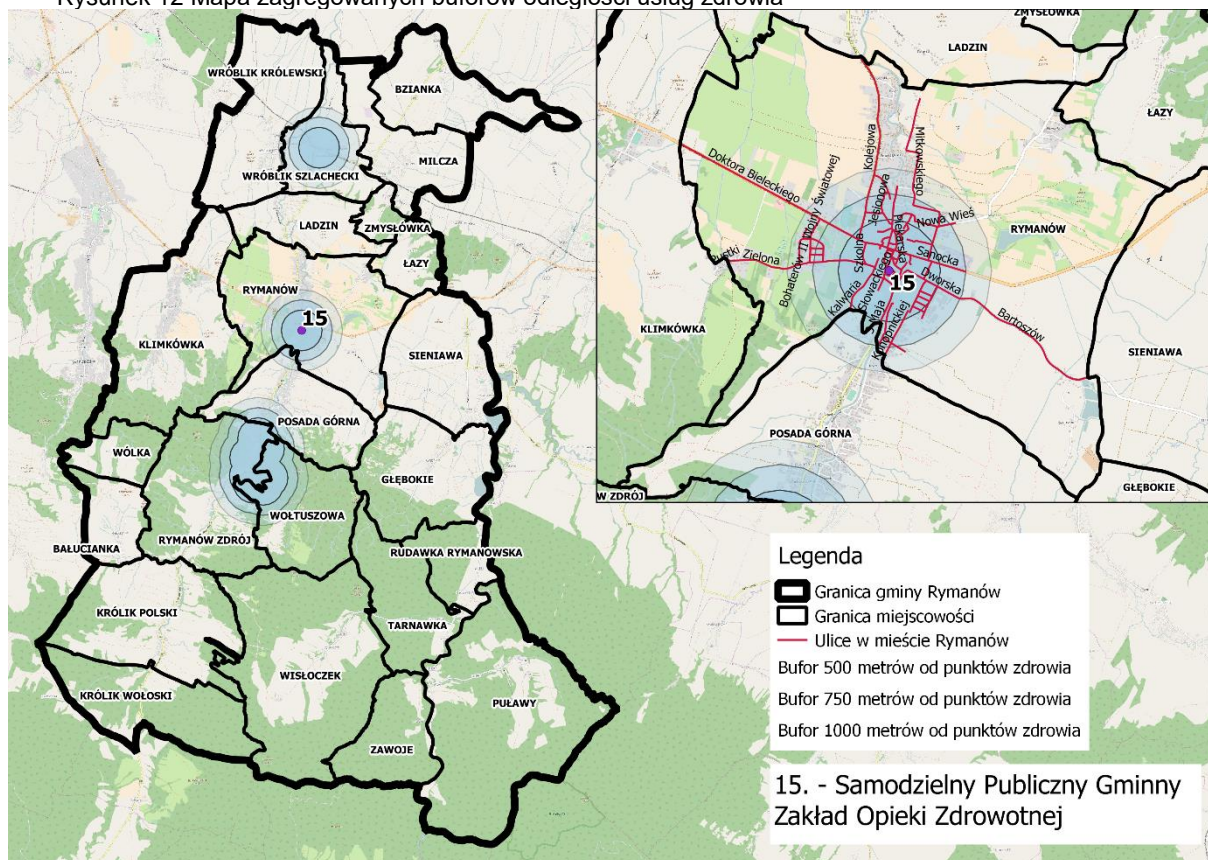 Rysunek 12 Mapa zagregowanych buforów odległości usług zdrowia
WRÓBLIK KRÓLEWSKI
BZIANKA
MILCZA
WRÓBLIK SZLACHECKI
LADZIN
ZMYSŁÓWKA
ŁAZY
RYMANÓW
15
KLIMKÓWKA
SIENIAWA
POSADA GÓRNA
WÓLKA
GŁĘBOKIE
WOŁTUSZOWA
BAŁUCIANKA
RYMANÓW ZDRÓJ
RUDAWKA RYMANOWSKA
KRÓLIK POLSKI
TARNAWKA
WISŁOCZEK
KRÓLIK WOŁOSKI
PUŁAWY
ZAWOJE
ZMYSŁÓWKA
LADZIN
ŁAZY
Kolejowa
Mitkowskiego
Doktora Bieleckiego
Bohaterów II Wojny Światowej
Jesionowa
Nowa Wieś
RYMANÓW
Piekarska
Szkolna
Sanocka
Zielona
Dworska
15
Słowackiego
Kalwaria
Maja
Konopnickiej
Bartoszów
KLIMKÓWKA
SIENIAWA
POSADA GÓRNA
GŁĘBOKIE
W ZDRÓJ
Legenda
Granica gminy Rymanów
Granica miejscowości
Ulice w mieście Rymanów
Bufor 500 metrów od punktów zdrowia
Bufor 750 metrów od punktów zdrowia
Bufor 1000 metrów od punktów zdrowia
15. - Samodzielny Publiczny Gminny
Zakład Opieki Zdrowotnej